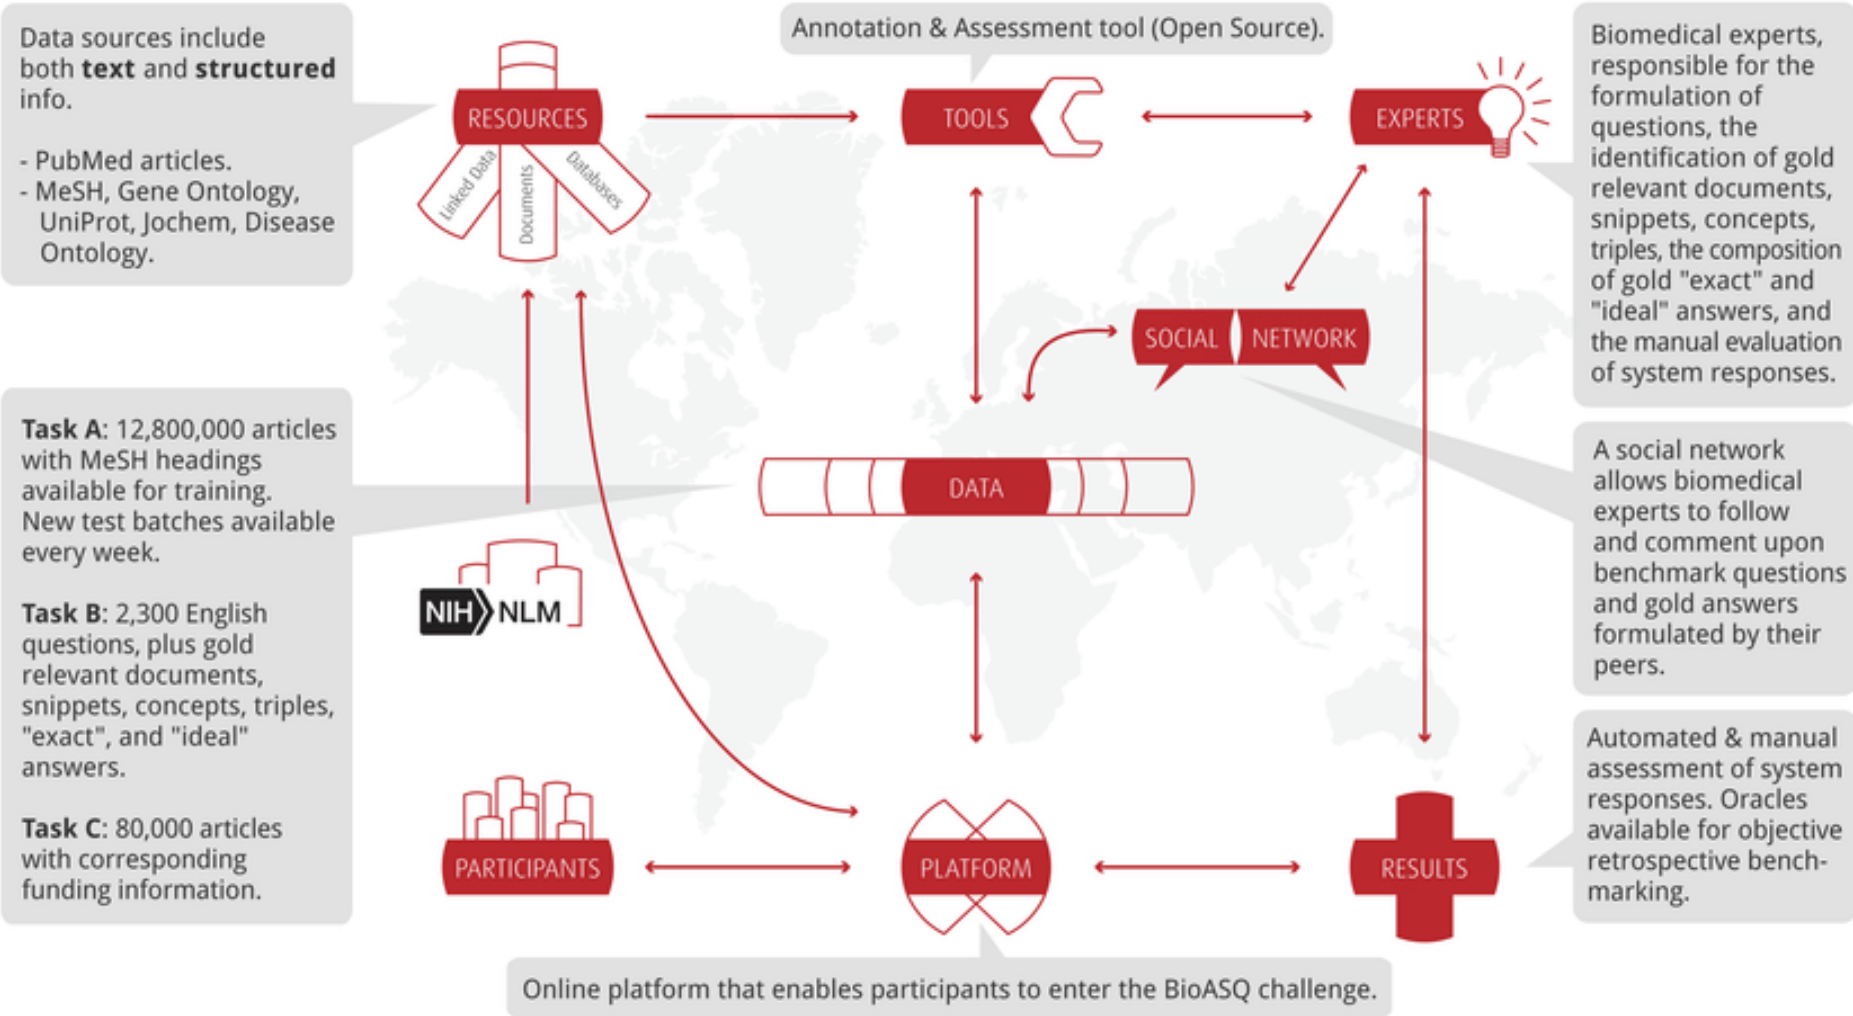 Data sources include
both text and structured
info.
- PubMed articles.
- MeSH, Gene Ontology,
UniProt, Jochem, Disease
Ontology.
RESOURCES
Linked Data
Documents
Databases
Annotation & Assessment tool (Open Source).
TOOLS
EXPERTS
Biomedical experts,
responsible for the
formulation of
questions, the
identification of gold
relevant documents,
snippets, concepts,
triples, the composition
of gold "exact" and
"ideal" answers, and
the manual evaluation
of system responses.
SOCIAL NETWORK
A social network
allows biomedical
experts to follow
and comment upon
benchmark questions
and gold answers
formulated by their
peers.
Task A: 12,800,000 articles
with MeSH headings
available for training.
New test batches available
every week.
Task B: 2,300 English
questions, plus gold
relevant documents,
snippets, concepts, triples,
"exact", and "ideal"
answers.
Task C: 80,000 articles
with corresponding
funding information.
DATA
NIH NLM
PARTICIPANTS
PLATFORM
RESULTS
Automated & manual
assessment of system
responses. Oracles
available for objective
retrospective bench-
marking.
Online platform that enables participants to enter the BioASQ challenge.